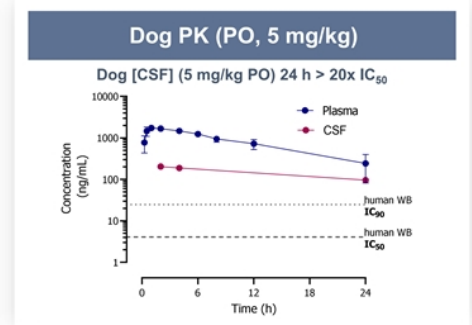 Dog PK (PO, 5 mg/kg)
Dog [CSF] (5 mg/kg PO) 24 h > 20x IC50
10000
1000
100
10
1
Concentration
(ng/mL)
Plasma
CSF
human WB
IC90
human WB
IC50
0
6
12
18
24
Time (h)